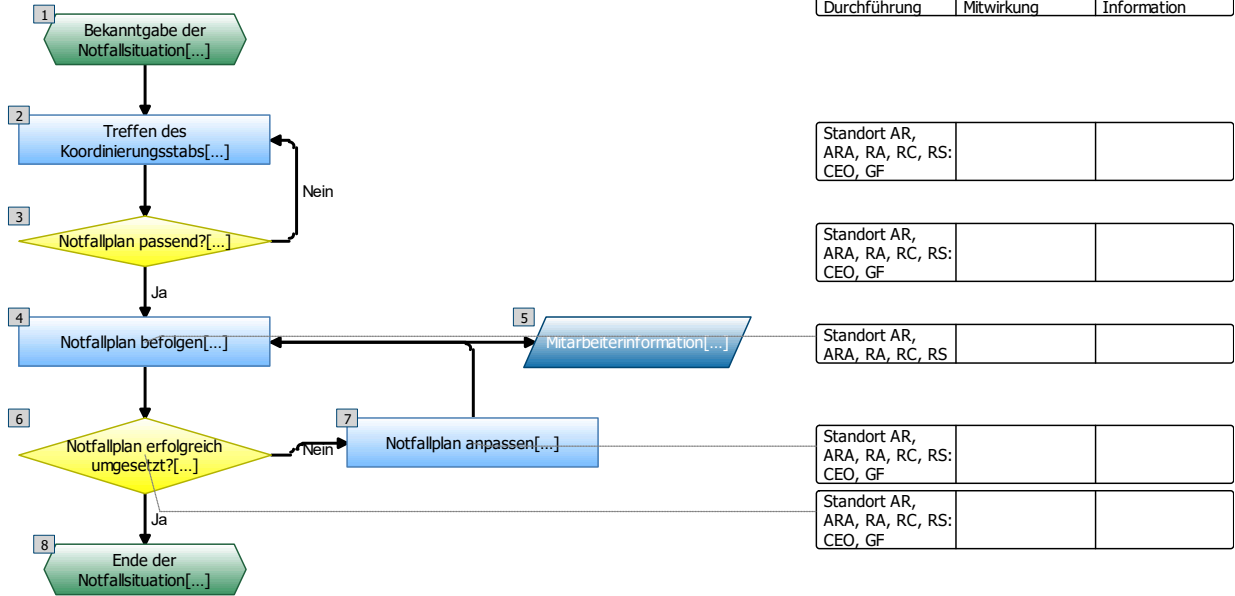 Durchführung Mitwirkung Information
1
Bekanntgabe der
Notfallsituation[...]
2
Treffen des
Koordinierungsstabs[...]
Standort AR,
ARA, RA, RC, RS:
CEO, GF
Nein
3
Notfallplan passend?[...]
Standort AR,
ARA, RA, RC, RS:
CEO, GF
Ja
4
Notfallplan befolgen[...]
5
Mitarbeiterinformation[...]
Standort AR,
ARA, RA, RC, RS
6
Notfallplan erfolgreich
umgesetzt?[...]
Nein
7
Notfallplan anpassen[...]
Standort AR,
ARA, RA, RC, RS:
CEO, GF
Standort AR,
ARA, RA, RC, RS:
CEO, GF
Ja
8
Ende der
Notfallsituation[...]